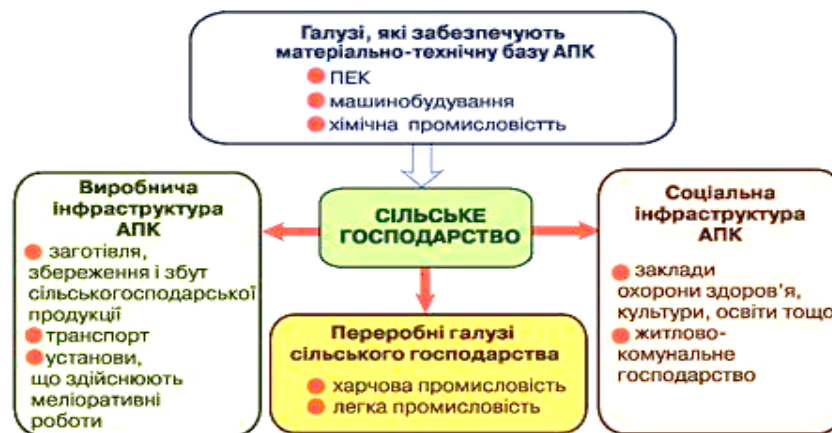 Галузі, які забезпечують
матеріально-технічну базу АПК
ПЕК
машинобудування
хімічна промисловістть
Виробнича
інфраструктура
АПК
заготівля,
збереження і збут
сільськогосподарської
продукції
транспорт
установи,
що здійснюють
меліоративні
роботи
СІЛЬСЬКЕ
ГОСПОДАРСТВО
Переробні галузі
сільського господарства
харчова промисловість
легка промисловість
Соціальна
інфраструктура
АПК
заклади
охорони здоров’я,
культури, освіти тощо
житлово-
комунальне
господарство